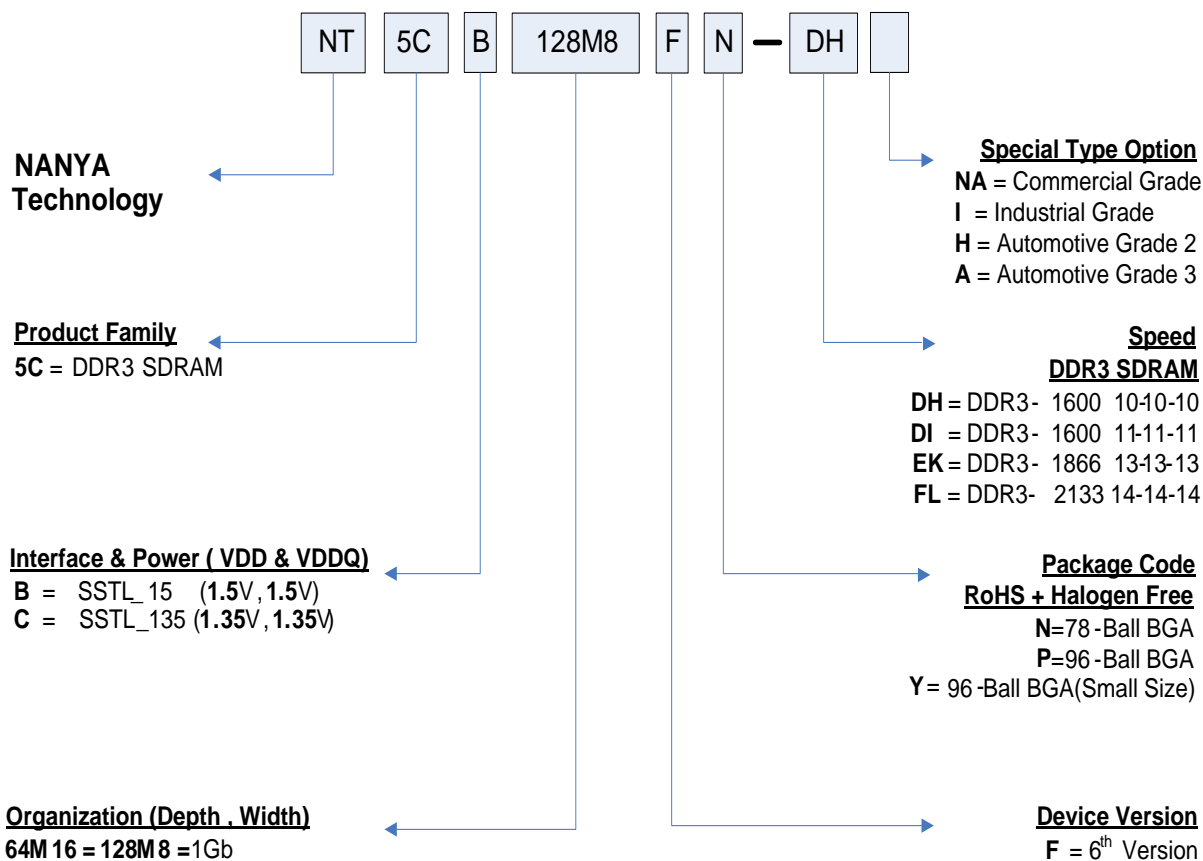 NT 5C B 128M8 F N – DH
NANYA
Technology
Product Family
5C = DDR3 SDRAM
Interface & Power ( VDD & VDDQ)
B = SSTL_15 (1.5V, 1.5V)
C = SSTL_135 (1.35V, 1.35V)
Organization (Depth , Width)
64M 16 = 128M 8 =1Gb
Special Type Option
NA = Commercial Grade
I = Industrial Grade
H = Automotive Grade 2
A = Automotive Grade 3
Speed
DDR3 SDRAM
DH = DDR3- 1600 10-10-10
DI = DDR3- 1600 11-11-11
EK = DDR3- 1866 13-13-13
FL = DDR3- 2133 14-14-14
Package Code
RoHS + Halogen Free
N=78-Ball BGA
P=96-Ball BGA
Y= 96-Ball BGA(Small Size)
Device Version
F = 6th Version